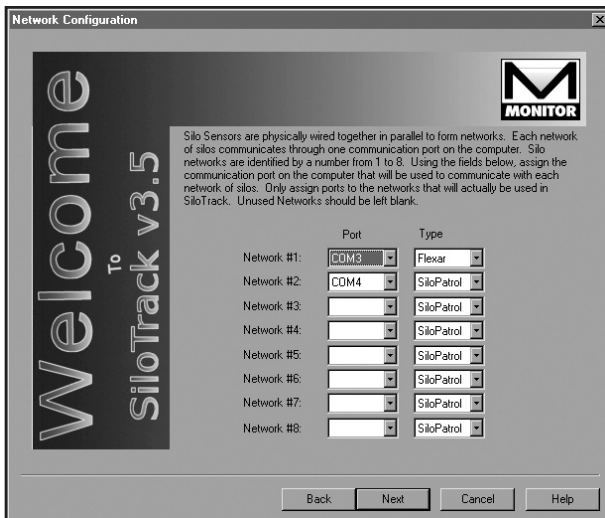 Network Configuration
Welcome
To
SiloTrack v3.5
MONITOR
Silo Sensors are physically wired together in parallel to form networks. Each network
of silos communicates through one communication port on the computer. Silo
networks are identified by a number from 1 to 8. Using the fields below, assign the
communication port on the computer that will be used to communicate with each
network of silos. Only assign ports to the networks that will actually be used in
SiloTrack. Unused Networks should be left blank.
Port Type
Network #1: COM3 Flexar
Network #2: COM4 SiloPatrol
Network #3: SiloPatrol
Network #4: SiloPatrol
Network #5: SiloPatrol
Network #6: SiloPatrol
Network #7: SiloPatrol
Network #8: SiloPatrol
Back Next Cancel Help